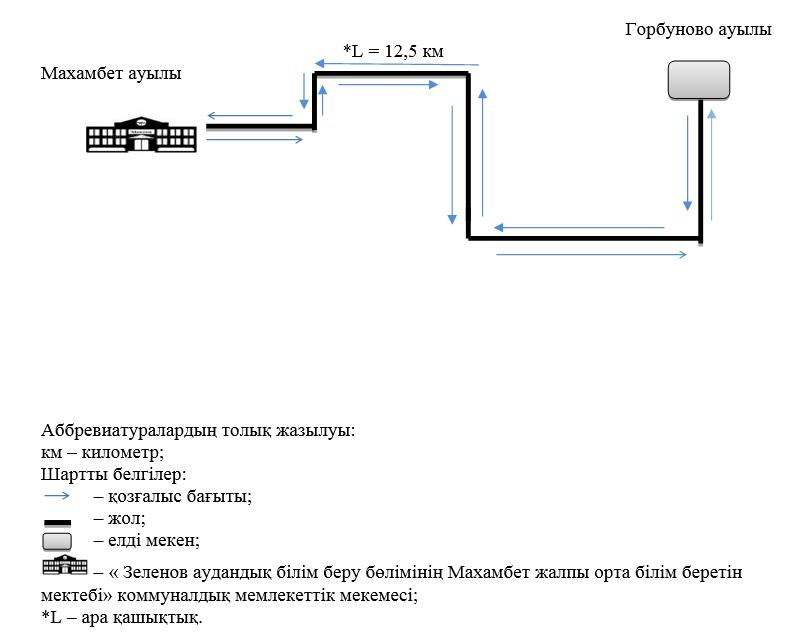 Горбуново ауылы
*L = 12,5 км
Махамбет ауылы
Аббревиатуралардың толық жазылуы:
км – километр;
Шартты белгілер:
– қозғалыс бағыты;
– жол;
– елді мекен;
– « Зеленов аудандық білім беру бөлімінің Махамбет жалпы орта білім беретін
мектебі» коммуналдық мемлекеттік мекемесі;
*L – ара қашықтық.